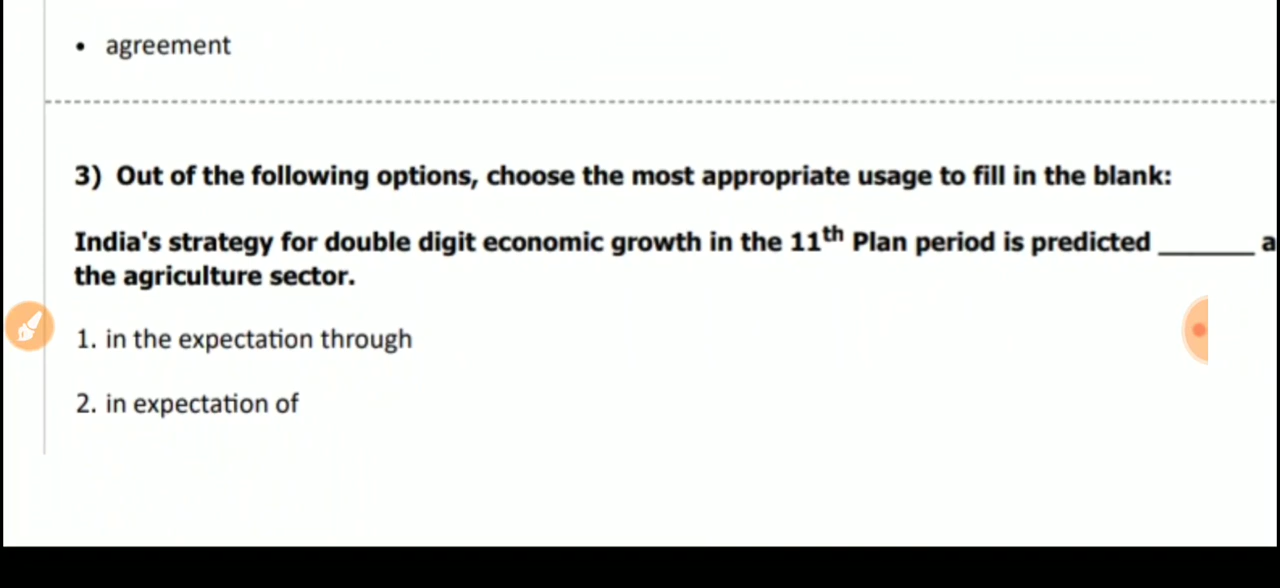 • agreement
3) Out of the following options, choose the most appropriate usage to fill in the blank:
India's strategy for double digit economic growth in the 11th Plan period is predicted _______ a
the agriculture sector.
1. in the expectation through
2. in expectation of